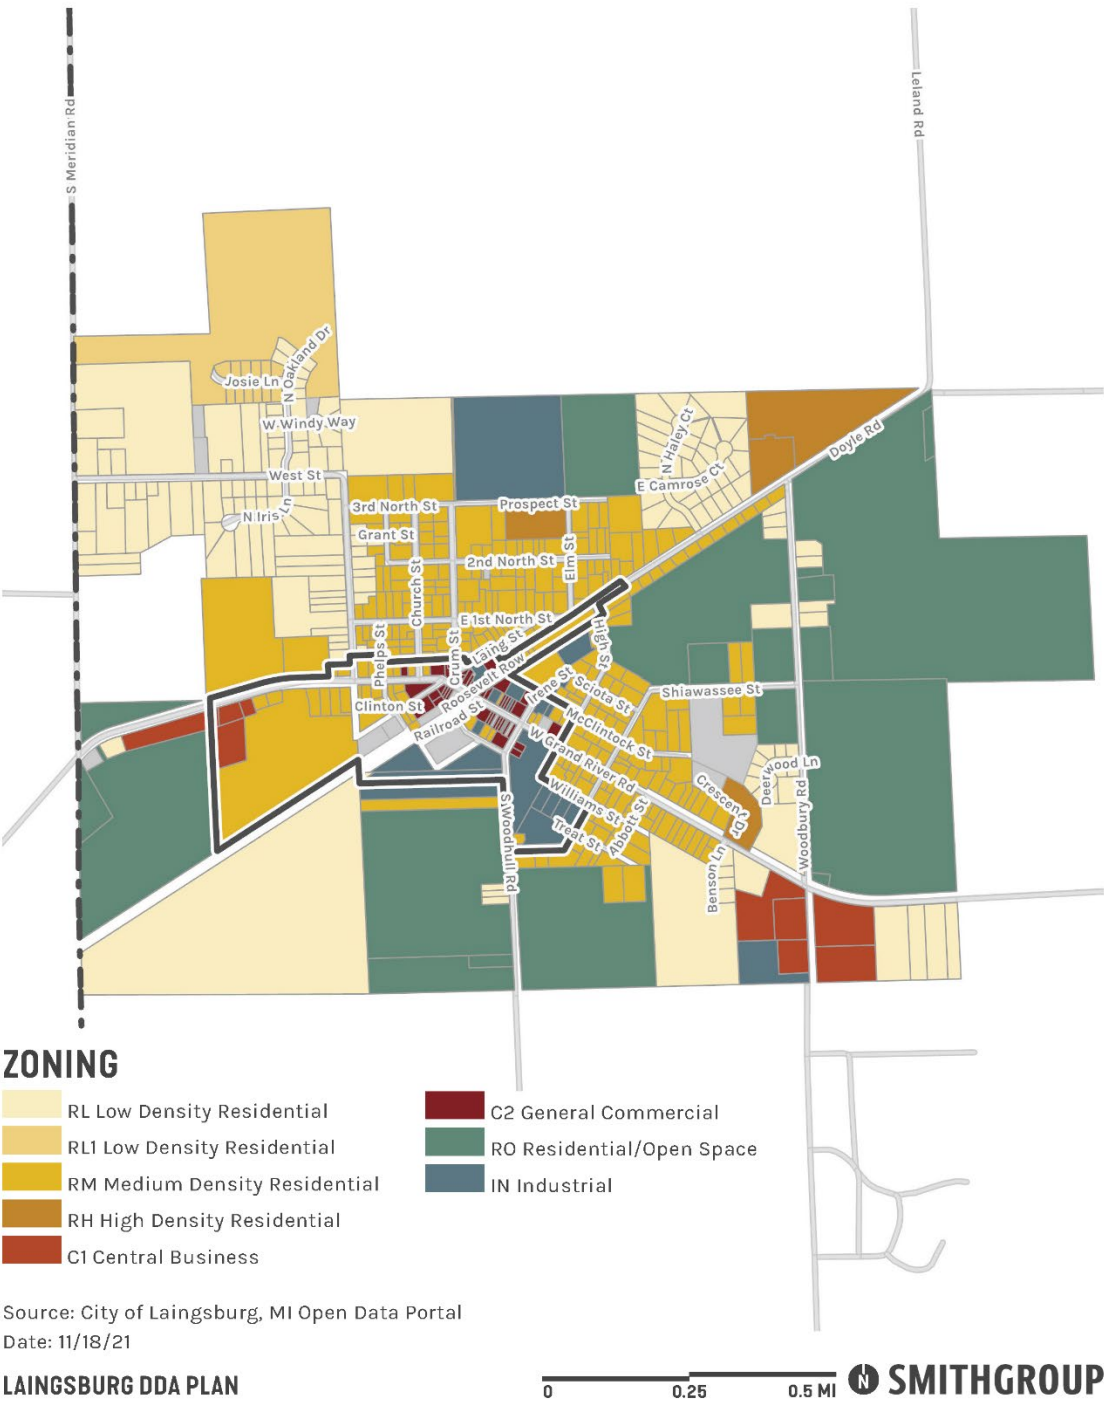 S Meridian Rd
Leland Rd
N Oakland Dr
Josie Ln
W Windy Way
N Haley Ct
Doyle Rd
West St
E Camrose Ct
3rd North St
Prospect St
N Iris Ln
Grant St
Elm St
2nd North St
Church St
E 1st North St
Phelps St
Crum St
Laing St
High St
Roosevelt Row
Irene St
Sciota St
Shiawassee St
Clinton St
Railroad St
McClintock St
W Grand River Rd
Deerwood Ln
Crescent Dr
Williams St
Woodbury Rd
S Woodhull Rd
Treat St
Abbott St
Benson Ln
ZONING
RL Low Density Residential
RL1 Low Density Residential
RM Medium Density Residential
RH High Density Residential
C1 Central Business
C2 General Commercial
RO Residential/Open Space
IN Industrial
Source: City of Laingsburg, MI Open Data Portal
Date: 11/18/21
LAINGSBURG DDA PLAN
0 0.25 0.5 MI
N SMITHGROUP